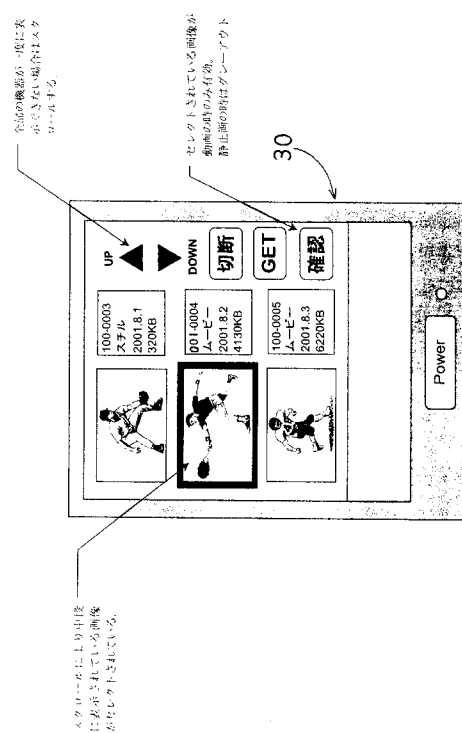 全部の機器が一度に表
示できない場合はスク
ロールする。
セレクトされている画像が
動画の時のみ有効。
静止画の時はグレーアウト
30
UP
DOWN
切断
GET
確認
100-0003
スチル
2001.8.1
320KB
001-0004
ムービー
2001.8.2
4130KB
100-0005
ムービー
2001.8.3
6220KB
Power
スクロールにより中段
に表示されている画像
がセレクトされている。